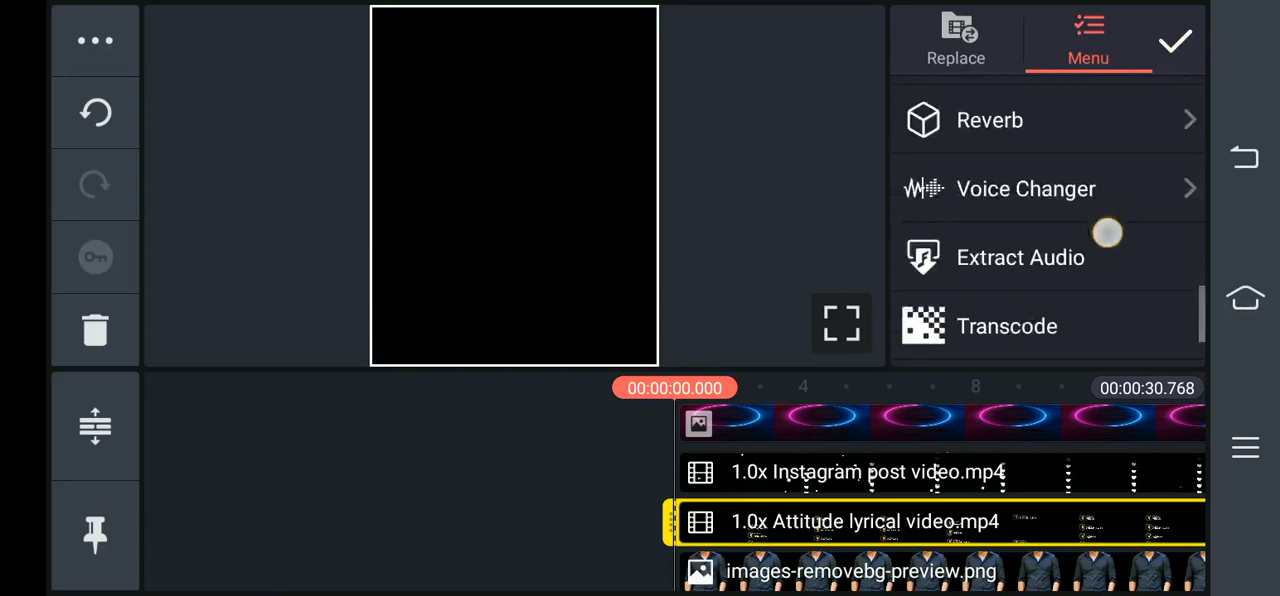 Replace
Menu
Reverb
Voice Changer
Extract Audio
Transcode
00:00:00.000
4
8
00:00:30.768
1.0x Instagram post video.mp4
1.0x Attitude lyrical video.mp4
images-removebg-preview.png